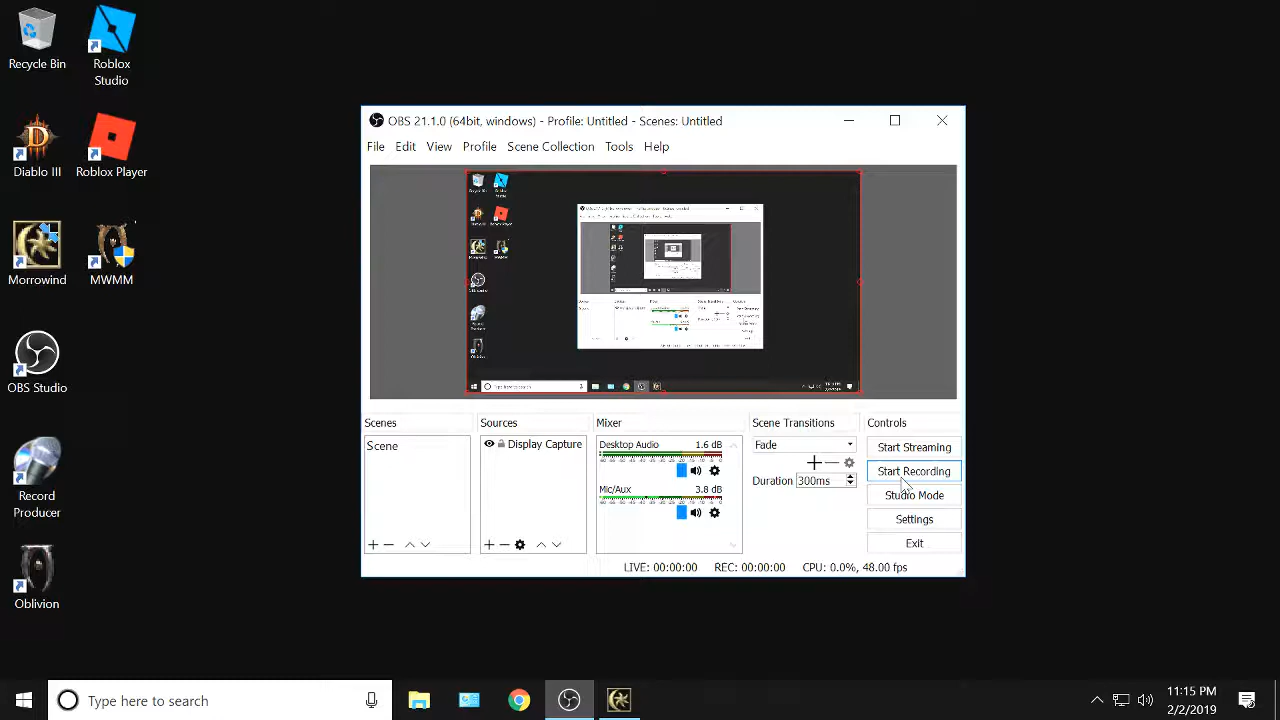 Recycle Bin
Roblox
Studio
Diablo III
Roblox Player
Morrowind
MWMM
OBS Studio
Record
Producer
Oblivion
OBS 21.1.0 (64bit, windows) - Profile: Untitled - Scenes: Untitled
File Edit View Profile Scene Collection Tools Help
Scenes
Scene
Sources
Display Capture
Mixer
Desktop Audio 1.6 dB
Mic/Aux 3.8 dB
Scene Transitions
Fade
Duration 300ms
Controls
Start Streaming
Start Recording
Studio Mode
Settings
Exit
LIVE: 00:00:00 REC: 00:00:00 CPU: 0.0%, 48.00 fps
Type here to search
11:15 PM
2/2/2019